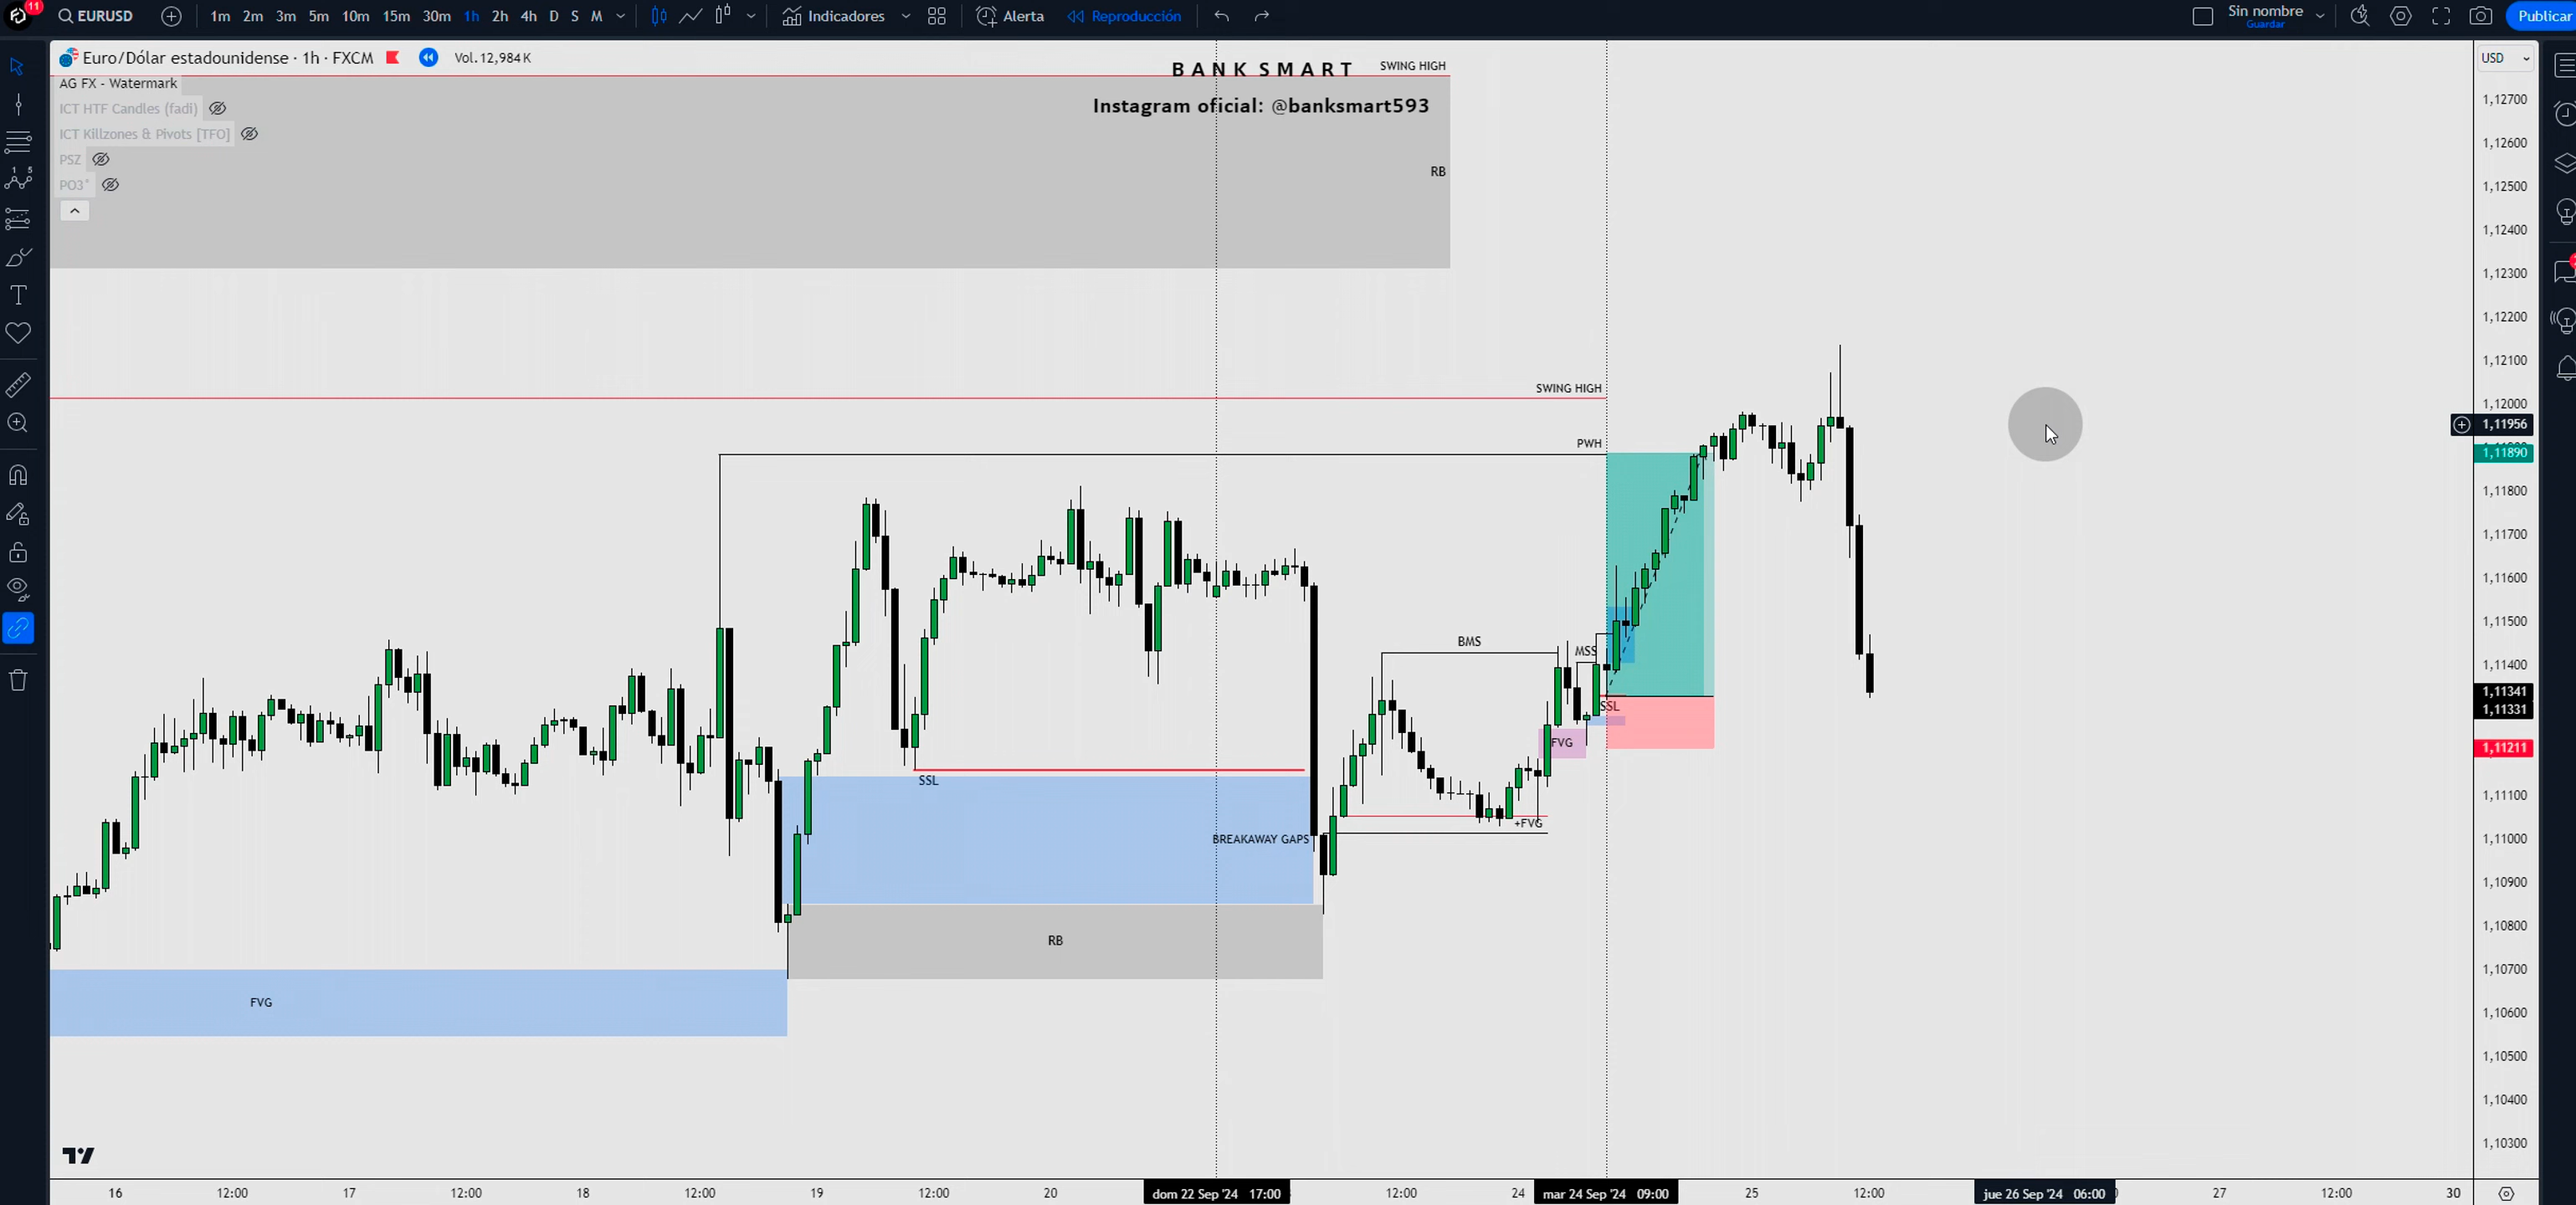 11
EURUSD
1m 2m 3m 5m 10m 15m 30m 1h 2h 4h D S M
Indicadores
Alerta
Reproducción
Sin nombre
Guardar
Publicar
Euro/Dólar estadounidense · 1h · FXCM
Vol. 12,984 K
AG FX - Watermark
ICT HTF Candles (fadi)
ICT Killzones & Pivots [TFO]
PSZ
PO3*
BANK SMART
Instagram oficial: @banksmart593
SWING HIGH
RB
SWING HIGH
PWH
BMS
MSS
SSL
FVG
SSL
+FVG
BREAKAWAY GAPS
RB
FVG
USD
1,12700
1,12600
1,12500
1,12400
1,12300
1,12200
1,12100
1,12000
1,11956
1,11890
1,11800
1,11700
1,11600
1,11500
1,11400
1,11341
1,11331
1,11211
1,11100
1,11000
1,10900
1,10800
1,10700
1,10600
1,10500
1,10400
1,10300
16 12:00 17 12:00 18 12:00 19 12:00 20 dom 22 Sep '24 17:00 12:00 24 mar 24 Sep '24 09:00 25 12:00 jue 26 Sep '24 06:00 27 12:00 30